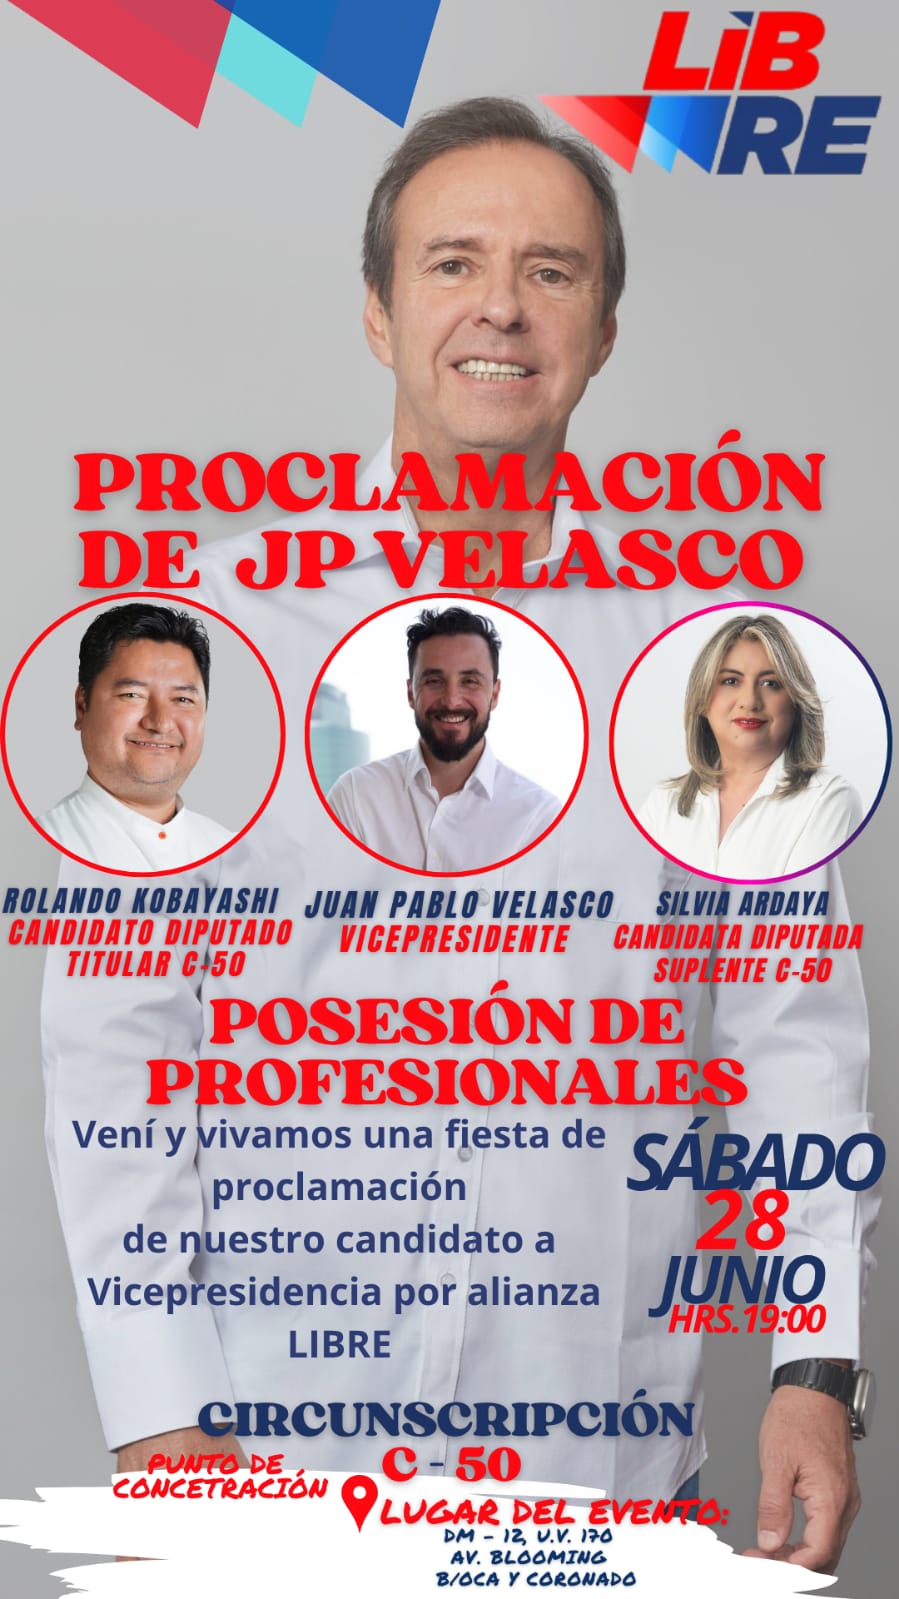 LIB
RE
PROCLAMACIÓN
DE JP VELASCO
ROLANDO KOBAYASHI
CANDIDATO DIPUTADO
TITULAR C-50
JUAN PABLO VELASCO
VICEPRESIDENTE
SILVIA ARDAYA
CANDIDATA DIPUTADA
SUPLENTE C-50
POSESIÓN DE
PROFESIONALES
Vení y vivamos una fiesta de
proclamación
de nuestro candidato a
Vicepresidencia por alianza
LIBRE
SÁBADO
28
JUNIO
HRS.19:00
CIRCUNSCRIPCIÓN
C - 50
PUNTO DE
CONCETRACIÓN
LUGAR DEL EVENTO:
DM - 12, U.V. 170
AV. BLOOMING
B/OCA Y CORONADO